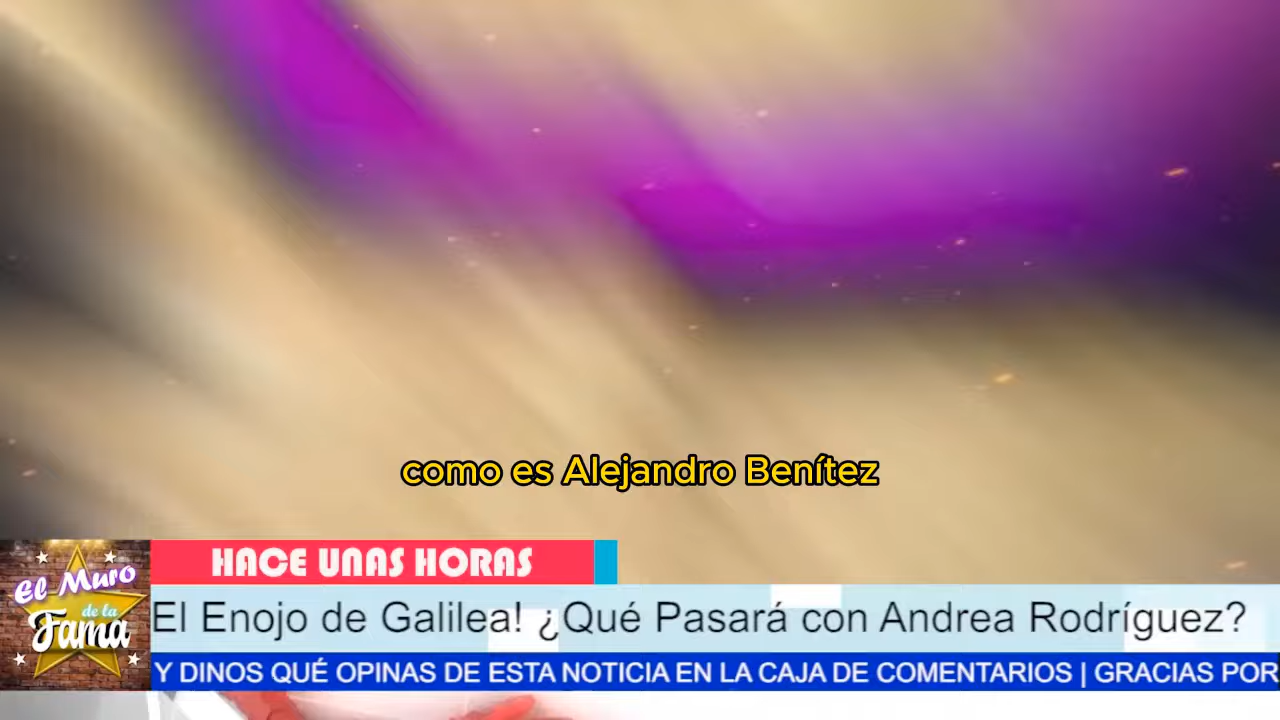 como es Alejandro Benítez
HACE UNAS HORAS
El Muro
de la
Fama
El Enojo de Galilea! ¿Qué Pasará con Andrea Rodríguez?
Y DINOS QUÉ OPINAS DE ESTA NOTICIA EN LA CAJA DE COMENTARIOS | GRACIAS POR